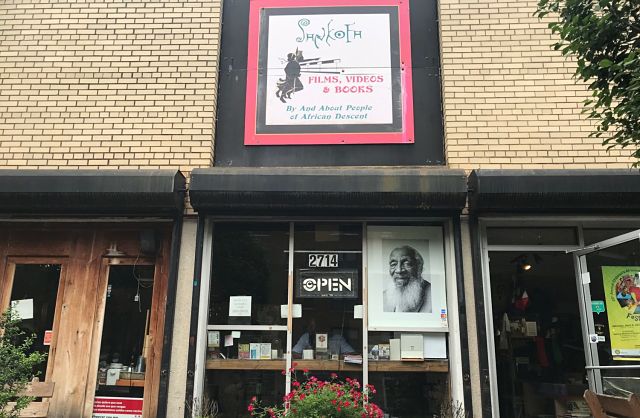 SANKOFA
FILMS, VIDEOS
& BOOKS
By And About People
of African Descent
2714
OPEN